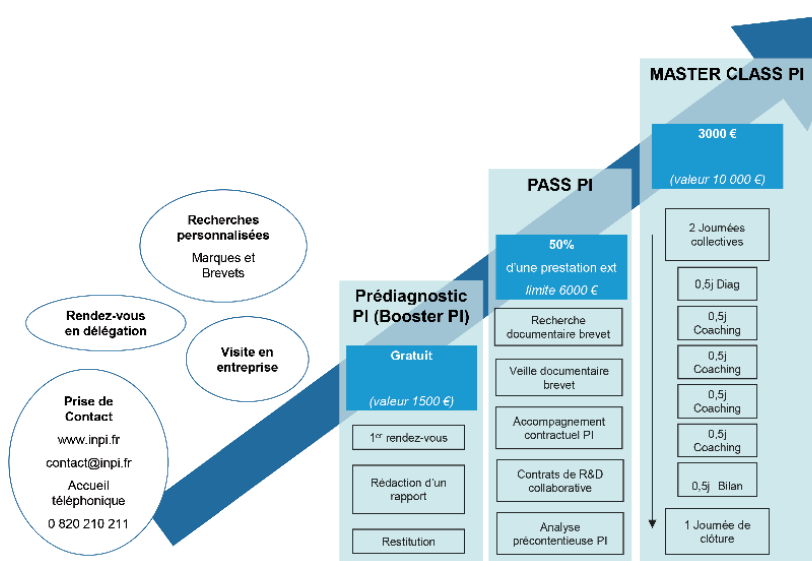 Recherches
personnalisées
Marques et
Brevets
Rendez-vous
en délégation
Visite en
entreprise
Prise de
Contact
www.inpi.fr
contact@inpi.fr
Accueil
téléphonique
0 820 210 211
Prédiagnostic
PI (Booster PI)
Gratuit
(valeur 1500 €)
1er rendez-vous
Rédaction d'un
rapport
Restitution
PASS PI
50%
d'une prestation ext
limite 6000 €
Recherche
documentaire brevet
Veille documentaire
brevet
Accompagnement
contractuel PI
Contrats de R&D
collaborative
Analyse
précontentieuse PI
MASTER CLASS PI
3000 €
(valeur 10 000 €)
2 Journées
collectives
0,5j Diag
0,5j
Coaching
0,5j
Coaching
0,5j
Coaching
0,5j
Coaching
0,5j Bilan
1 Journée de
clôture